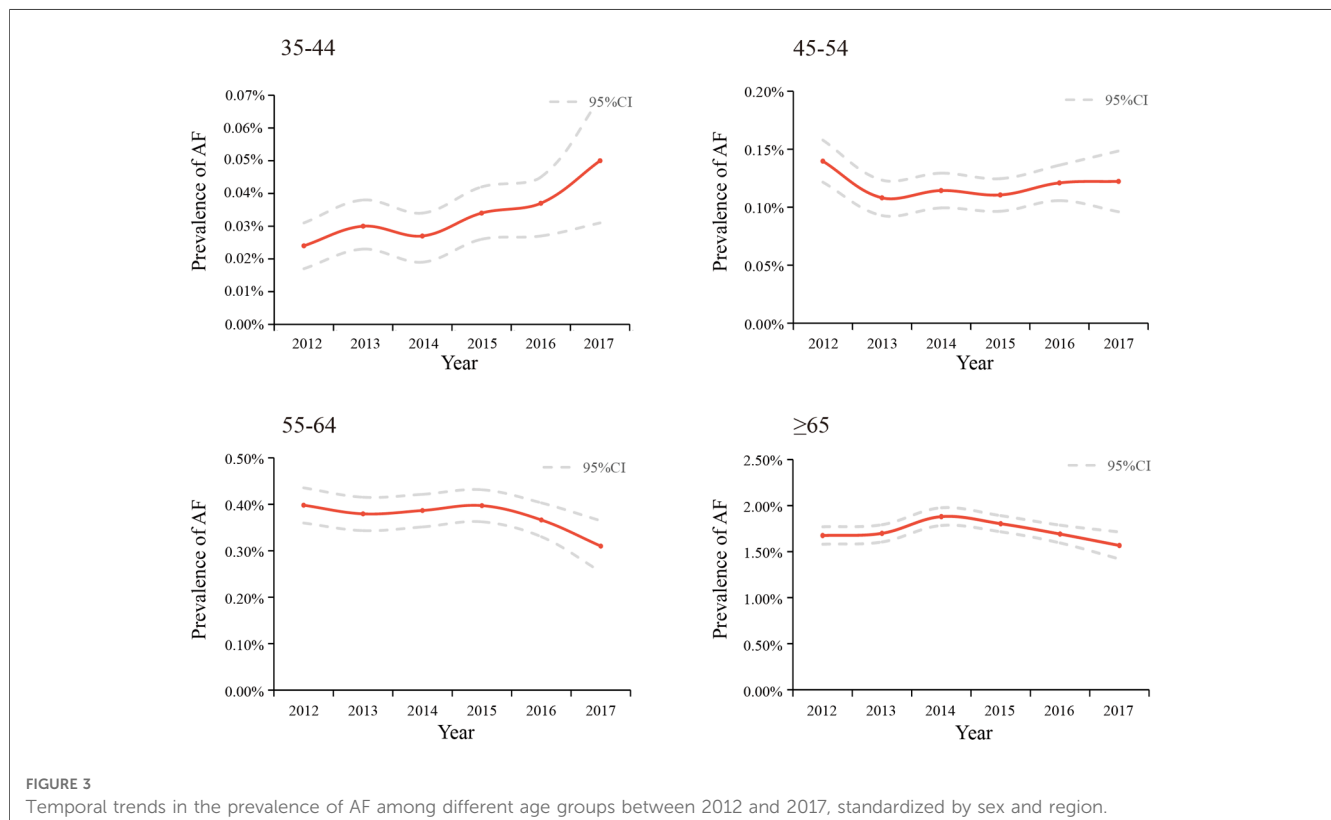 35-44
95%CI
Prevalence of AF
0.07%
0.06%
0.05%
0.04%
0.03%
0.02%
0.01%
0.00%
2012 2013 2014 2015 2016 2017
Year
45-54
95%CI
Prevalence of AF
0.20%
0.15%
0.10%
0.05%
0.00%
2012 2013 2014 2015 2016 2017
Year
55-64
95%CI
Prevalence of AF
0.50%
0.40%
0.30%
0.20%
0.10%
0.00%
2012 2013 2014 2015 2016 2017
Year
≥65
95%CI
Prevalence of AF
2.50%
2.00%
1.50%
1.00%
0.50%
0.00%
2012 2013 2014 2015 2016 2017
Year
FIGURE 3
Temporal trends in the prevalence of AF among different age groups between 2012 and 2017, standardized by sex and region.